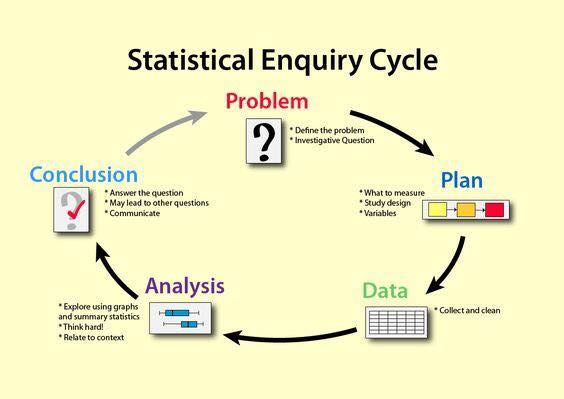 Statistical Enquiry Cycle
Problem
* Define the problem
* Investigative Question
?
Plan
* What to measure
* Study design
* Variables
Data
* Collect and clean
Analysis
* Explore using graphs
and summary statistics
* Think hard!
* Relate to context
Conclusion
* Answer the question
* May lead to other questions
* Communicate
?